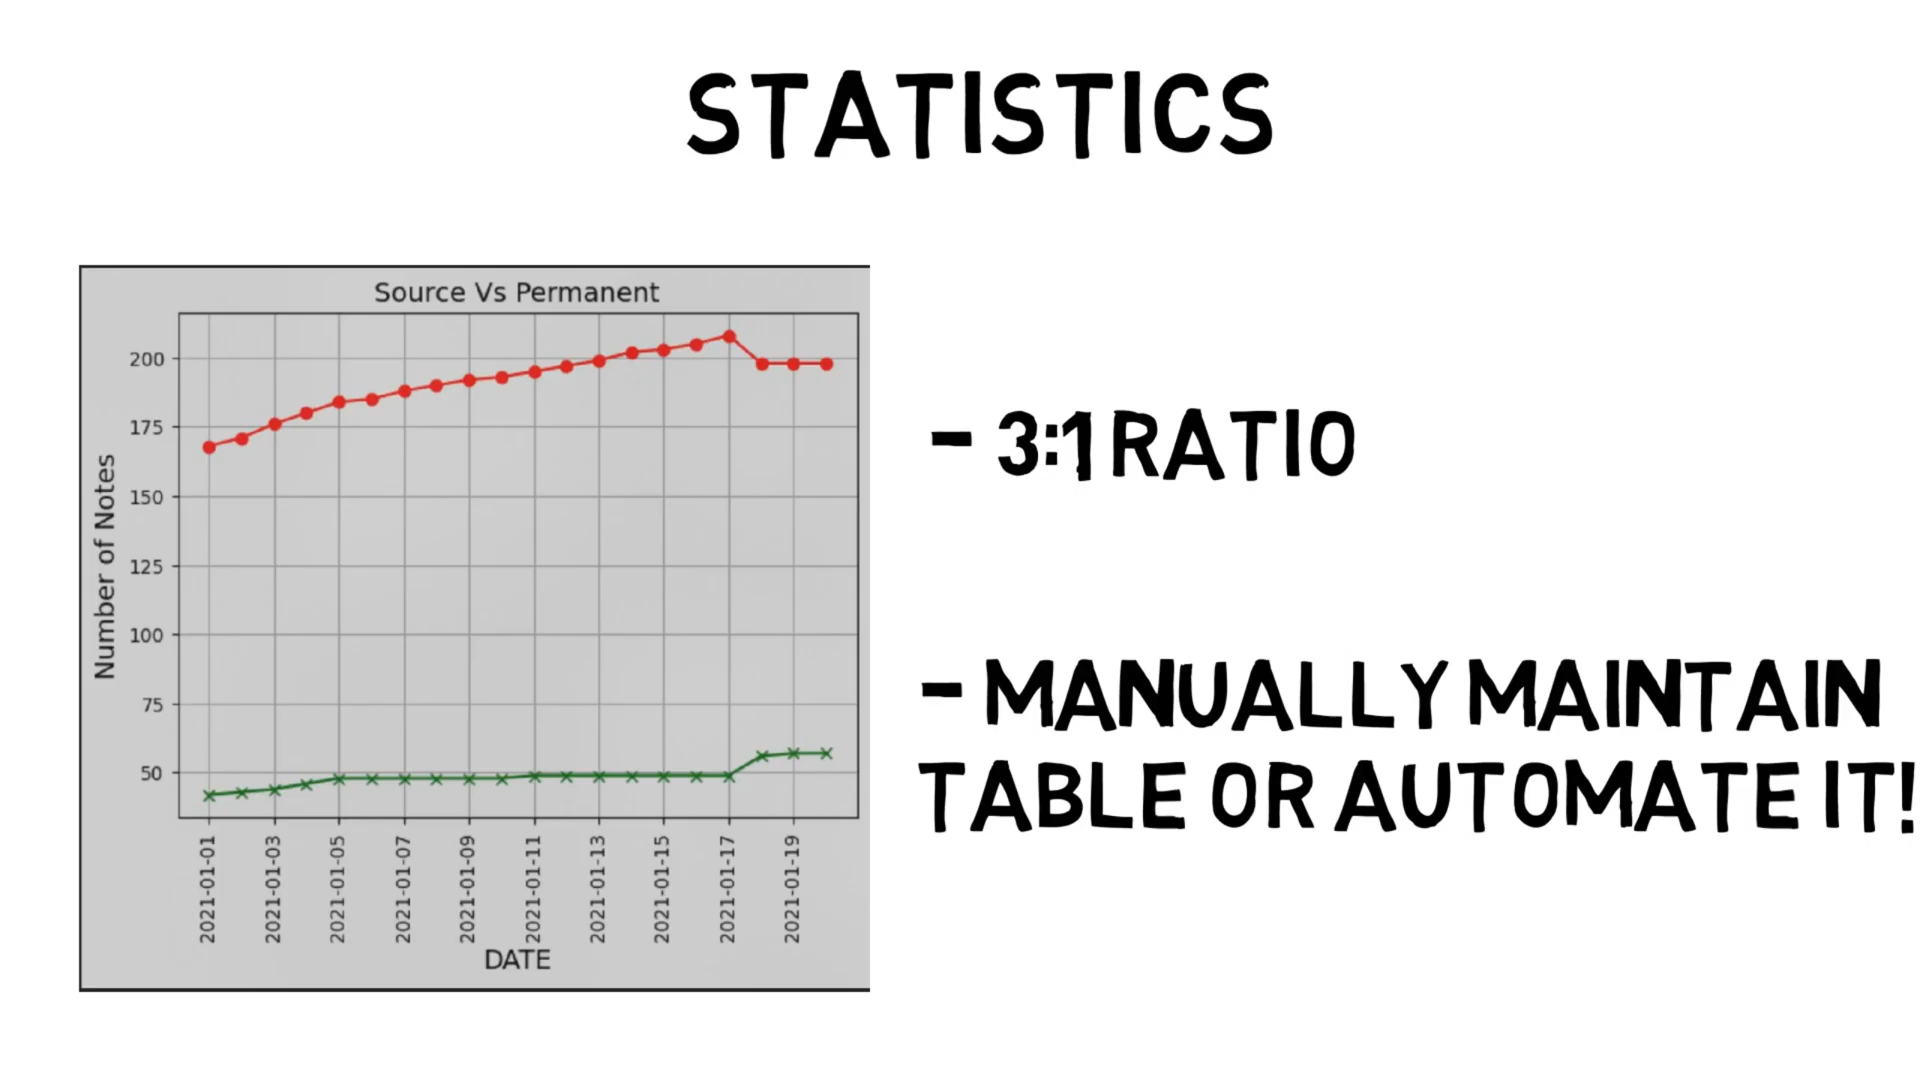 STATISTICS
Source Vs Permanent
200
175
150
125
100
75
50
Number of Notes
2021-01-01
2021-01-03
2021-01-05
2021-01-07
2021-01-09
2021-01-11
2021-01-13
2021-01-15
2021-01-17
2021-01-19
DATE
- 3:1 RATIO
- MANUALLY MAINTAIN
TABLE OR AUTOMATE IT!